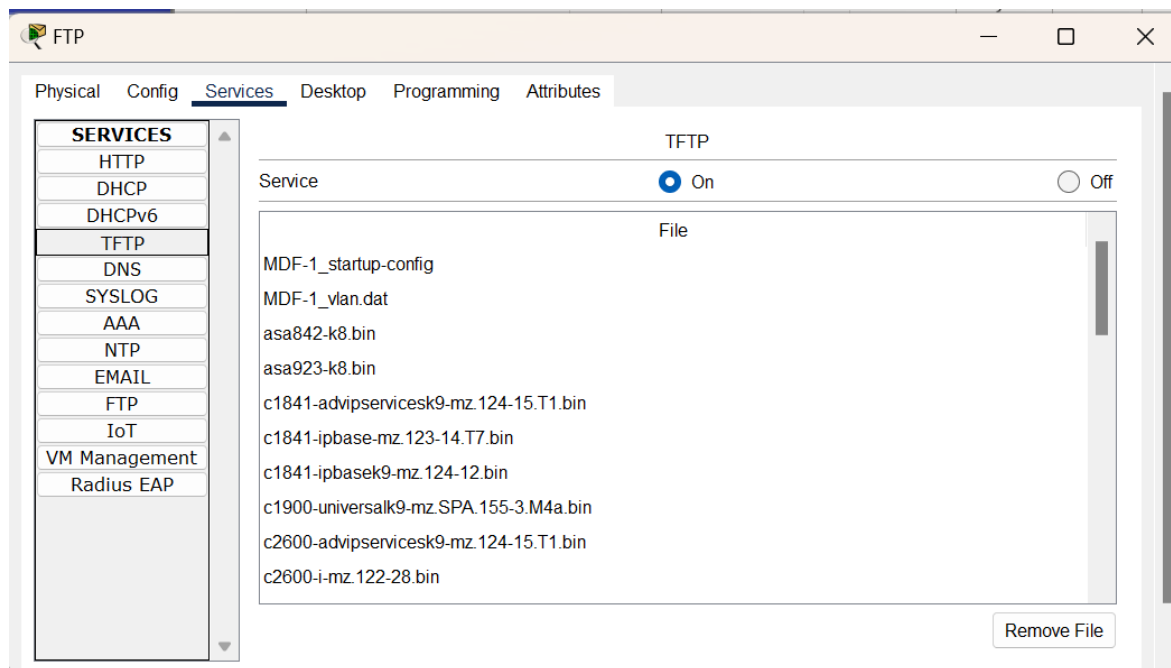 FTP
Physical Config Services Desktop Programming Attributes
SERVICES
HTTP
DHCP
DHCPv6
TFTP
DNS
SYSLOG
AAA
NTP
EMAIL
FTP
IoT
VM Management
Radius EAP
TFTP
Service On Off
File
MDF-1_startup-config
MDF-1_vlan.dat
asa842-k8.bin
asa923-k8.bin
c1841-advipservicesk9-mz.124-15.T1.bin
c1841-ipbase-mz.123-14.T7.bin
c1841-ipbasek9-mz.124-12.bin
c1900-universalk9-mz.SPA.155-3.M4a.bin
c2600-advipservicesk9-mz.124-15.T1.bin
c2600-i-mz.122-28.bin
Remove File